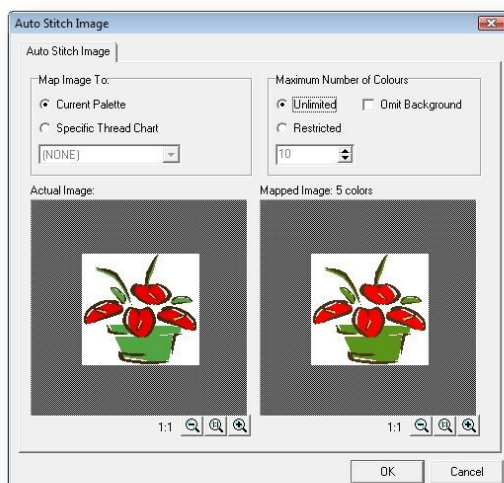 Auto Stitch Image
Auto Stitch Image
Map Image To:
Current Palette
Specific Thread Chart
(NONE)
Maximum Number of Colours
Unlimited
Omit Background
Restricted
10
Actual Image:
Mapped Image: 5 colors
1:1
1:1
OK
Cancel